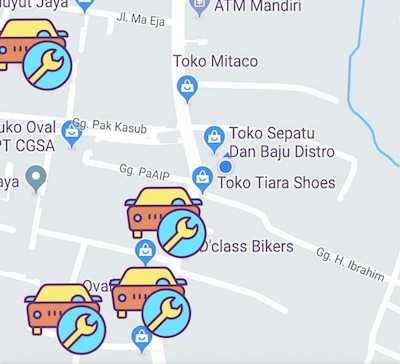 uyut Jaya
Jl. Ma Eja
ATM Mandiri
Toko Mitaco
uko Oval
PT CGSA
Gg. Pak Kasub
Toko Sepatu
Dan Baju Distro
Gg. PaAIP
aya
Toko Tiara Shoes
D'class Bikers
Gg. H. Ibrahim
Ova